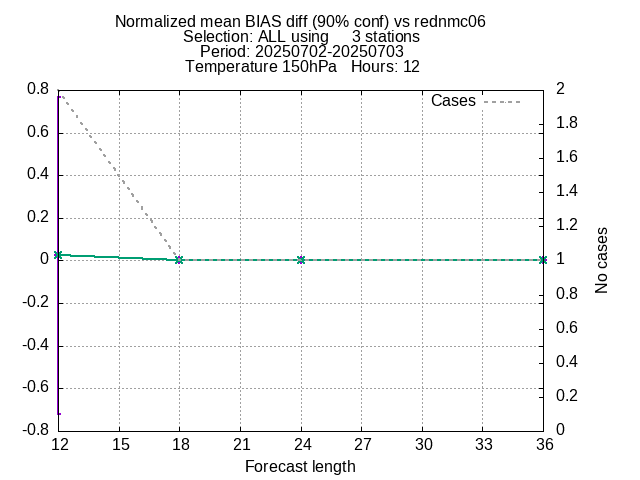 Normalized mean BIAS diff (90% conf) vs rednmc06
Selection: ALL using     3 stations
Period: 20250702-20250703
Temperature 150hPa   Hours: 12
Cases
0.8
0.6
0.4
0.2
0
-0.2
-0.4
-0.6
-0.8
2
1.8
1.6
1.4
1.2
1
0.8
0.6
0.4
0.2
0
No cases
12 15 18 21 24 27 30 33 36
Forecast length